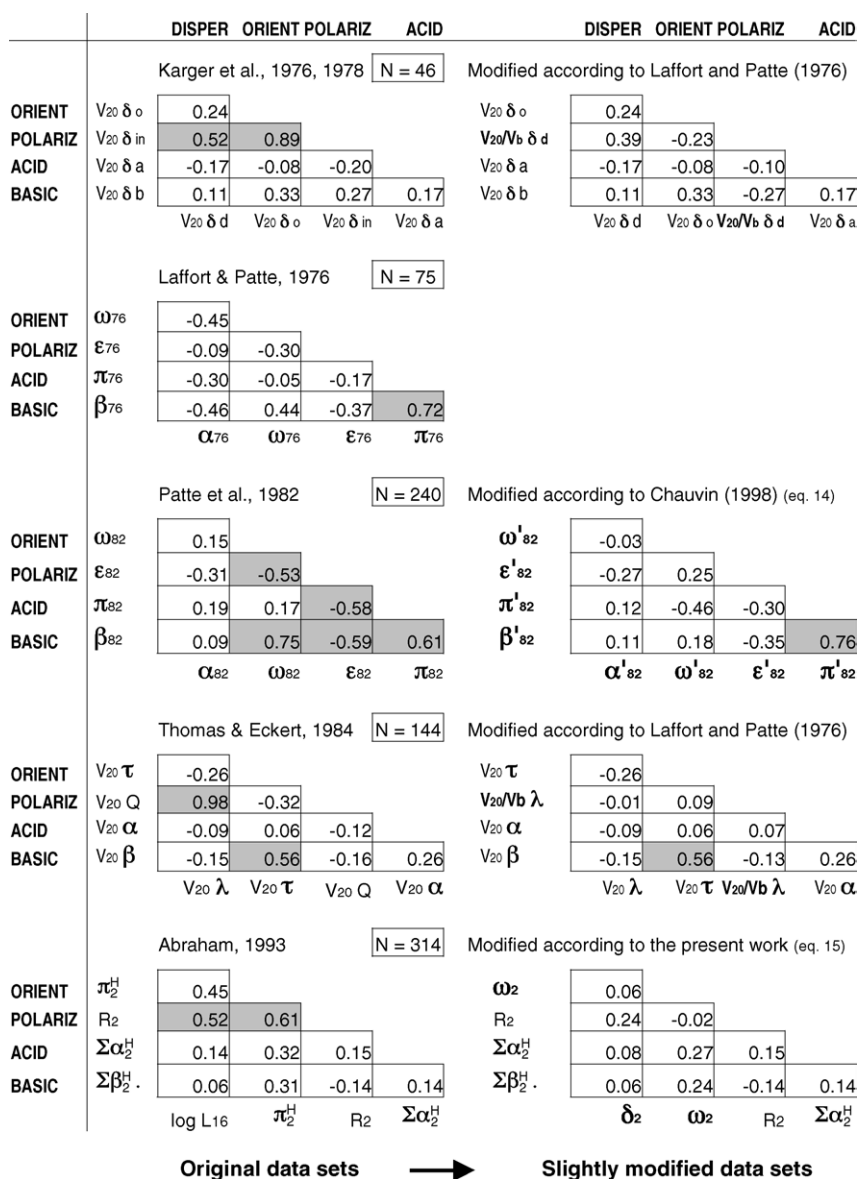 DISPER ORIENT POLARIZ ACID DISPER ORIENT POLARIZ ACID
Karger et al., 1976, 1978 N = 46 Modified according to Laffort and Patte (1976)
ORIENT V20 δ o 0.24 V20 δ o 0.24
POLARIZ V20 δ in 0.52 0.89 V20/Vb δ d 0.39 -0.23
ACID V20 δ a -0.17 -0.08 -0.20 V20 δ a -0.17 -0.08 -0.10
BASIC V20 δ b 0.11 0.33 0.27 0.17 V20 δ b 0.11 0.33 -0.27 0.17
V20 δ d V20 δ o V20 δ in V20 δ a V20 δ d V20 δ o V20/Vb δ d V20 δ a
Laffort & Patte, 1976 N = 75
ORIENT ω76 -0.45
POLARIZ ε76 -0.09 -0.30
ACID π76 -0.30 -0.05 -0.17
BASIC β76 -0.46 0.44 -0.37 0.72
α76 ω76 ε76 π76
Patte et al., 1982 N = 240 Modified according to Chauvin (1998) (eq. 14)
ORIENT ω82 0.15 ω'82 -0.03
POLARIZ ε82 -0.31 -0.53 ε'82 -0.27 0.25
ACID π82 0.19 0.17 -0.58 π'82 0.12 -0.46 -0.30
BASIC β82 0.09 0.75 -0.59 0.61 β'82 0.11 0.18 -0.35 0.76
α82 ω82 ε82 π82 α'82 ω'82 ε'82 π'82
Thomas & Eckert, 1984 N = 144 Modified according to Laffort and Patte (1976)
ORIENT V20 τ -0.26 V20 τ -0.26
POLARIZ V20 Q 0.98 -0.32 V20/Vb λ -0.01 0.09
ACID V20 α -0.09 0.06 -0.12 V20 α -0.09 0.06 0.07
BASIC V20 β -0.15 0.56 -0.16 0.26 V20 β -0.15 0.56 -0.13 0.26
V20 λ V20 τ V20 Q V20 α V20 λ V20 τ V20/Vb λ V20 α
Abraham, 1993 N = 314 Modified according to the present work (eq. 15)
ORIENT π2H 0.45 ω2 0.06
POLARIZ R2 0.52 0.61 R2 0.24 -0.02
ACID Σα2H 0.14 0.32 0.15 Σα2H 0.08 0.27 0.15
BASIC Σβ2H. 0.06 0.31 -0.14 0.14 Σβ2H. 0.06 0.24 -0.14 0.14
log L16 π2H R2 Σα2H δ2 ω2 R2 Σα2H
Original data sets → Slightly modified data sets